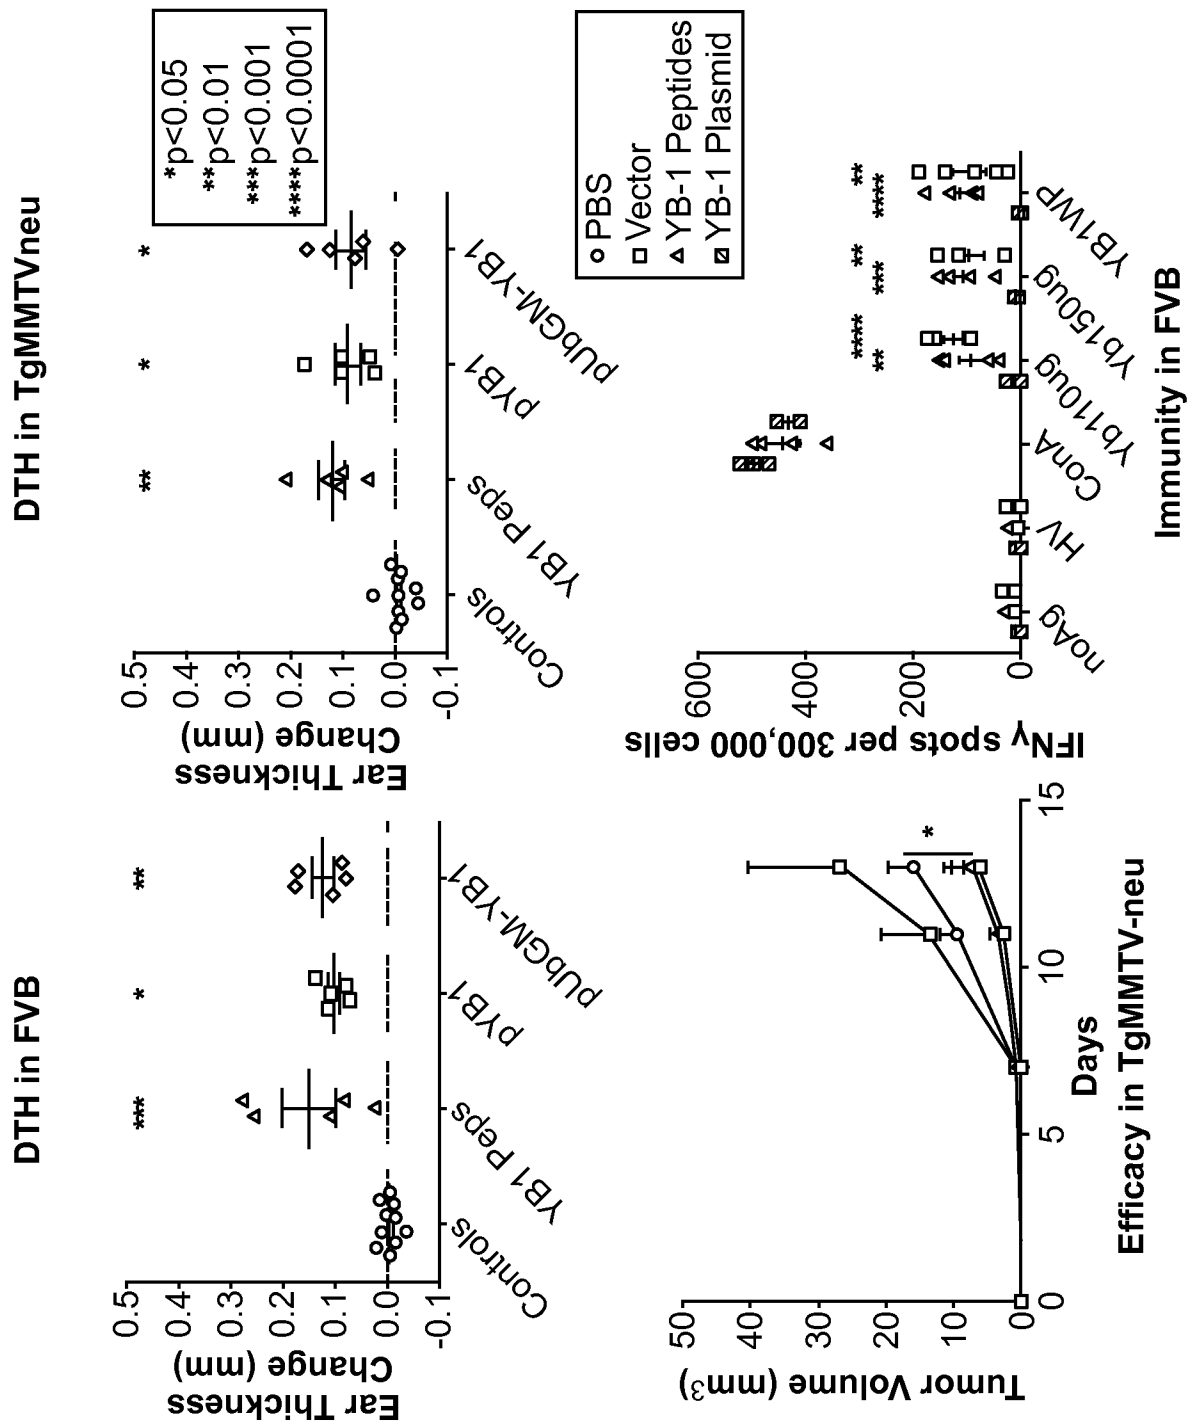 DTH in FVB
Ear Thickness
Change (mm)
0.5
0.4
0.3
0.2
0.1
0.0
-0.1
***
*
**
Controls
YB1 Peps
pYB1
pUbGM-YB1
DTH in TgMMTVneu
Ear Thickness
Change (mm)
0.5
0.4
0.3
0.2
0.1
0.0
-0.1
**
*
*
Controls
YB1 Peps
pYB1
pUbGM-YB1
*p<0.05
**p<0.01
***p<0.001
****p<0.0001
Tumor Volume (mm³)
50
40
30
20
10
0
*
0
5
10
15
Days
Efficacy in TgMMTV-neu
IFNγ spots per 300,000 cells
600
400
200
0
****
**
**
***
**
****
noAg
HV
ConA
Yb110ug
Yb150ug
YB1WP
Immunity in FVB
PBS
Vector
YB-1 Peptides
YB-1 Plasmid